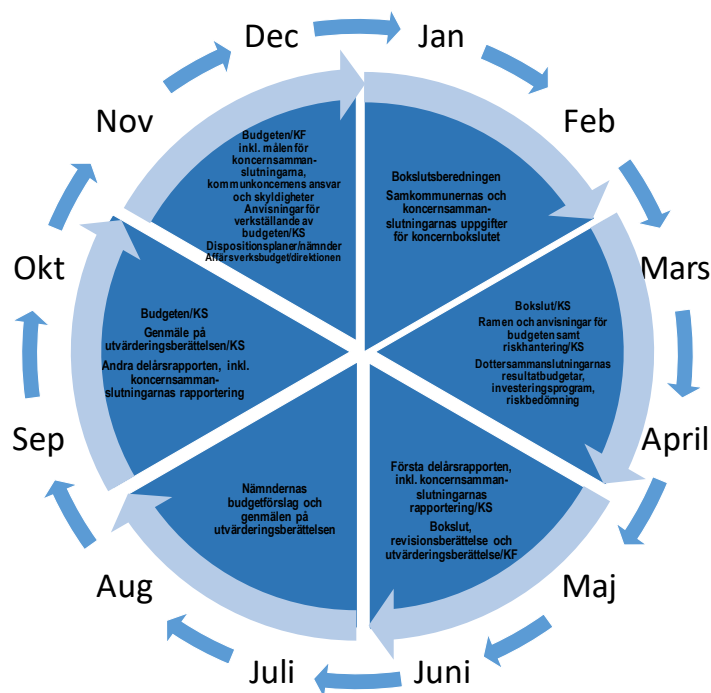 Dec
Jan
Nov
Feb
Budgeten/KF
inkl. målen för
koncernsamman-
slutningarna,
kommunkoncernens ansvar
och skyldigheter
Anvisningar för
verkställande av
budgeten/KS
Dispositionsplaner/nämnder
Affärsverksbudget/direktionen
Bokslutsberedningen
Samkommunernas och
koncernsamman-
slutningarnas uppgifter
för koncernbokslutet
Okt
Mars
Budgeten/KS
Genmäle på
utvärderingsberättelsen/KS
Andra delårsrapporten, inkl.
koncernsamman-
slutningarnas rapportering
Bokslut/KS
Ramen och anvisningar för
budgeten samt
riskhantering/KS
Dottersammanslutningarnas
resultatbudgetar,
investeringsprogram,
riskbedömning
Sep
April
Nämndernas
budgetförslag och
genmälen på
utvärderingsberättelsen
Första delårsrapporten,
inkl. koncernsamman-
slutningarnas
rapportering/KS
Bokslut,
revisionsberättelse och
utvärderingsberättelse/KF
Aug
Maj
Juli
Juni